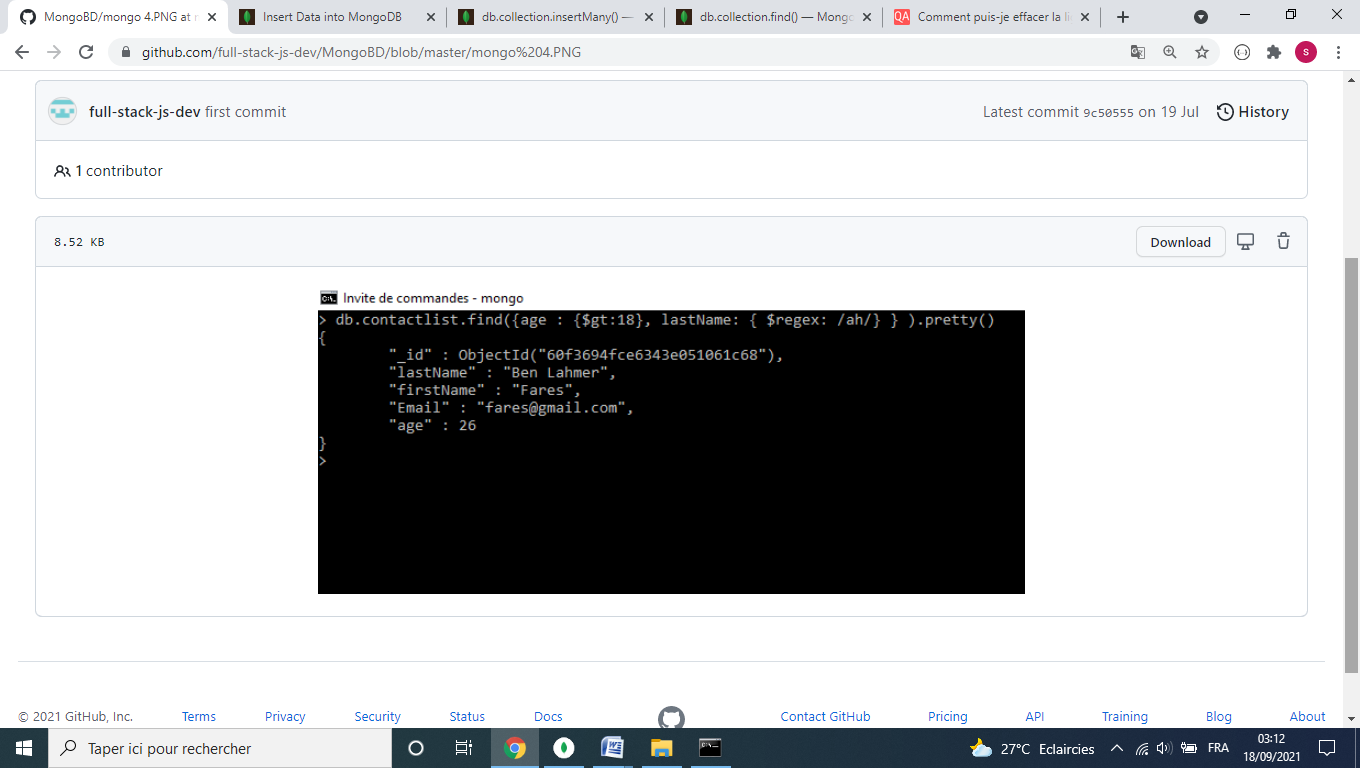 MongoBD/mongo 4.PNG at
Insert Data into MongoDB
db.collection.insertMany() —
db.collection.find() — Mongo
QA Comment puis-je effacer la li
github.com/full-stack-js-dev/MongoBD/blob/master/mongo%204.PNG
s
full-stack-js-dev first commit
Latest commit 9c50555 on 19 Jul
History
1 contributor
8.52 KB
Download
Invite de commandes - mongo
> db.contactlist.find({age : {$gt:18}, lastName: { $regex: /ah/} } ).pretty()
{
"_id" : ObjectId("60f3694fce6343e051061c68"),
"lastName" : "Ben Lahmer",
"firstName" : "Fares",
"Email" : "fares@gmail.com",
"age" : 26
}
>
© 2021 GitHub, Inc.
Terms
Privacy
Security
Status
Docs
Contact GitHub
Pricing
API
Training
Blog
About
Taper ici pour rechercher
27°C Eclaircies
FRA
03:12
18/09/2021